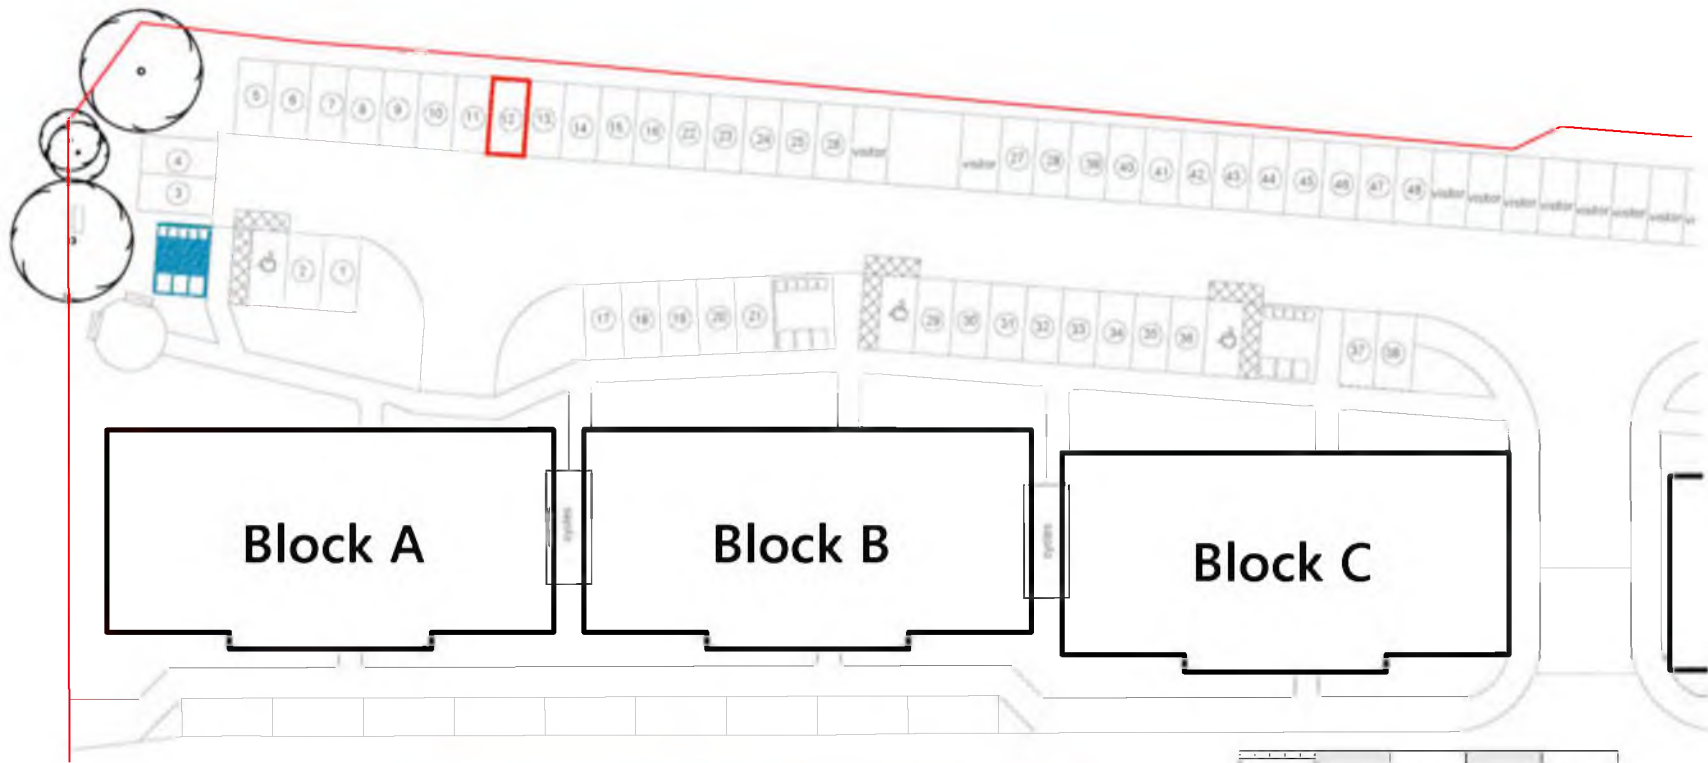 5 6 7 8 9 10 11 12 13 14 15 16 22 23 24 25 26 visitor visitor 27 28 39 40 41 42 43 44 45 46 47 48 visitor visitor visitor visitor visitor visitor visitor
4
3
2 1
17 18 19 20 21 29 30 31 32 33 34 35 36 37 38
cycles
cycles
Block A
Block B
Block C